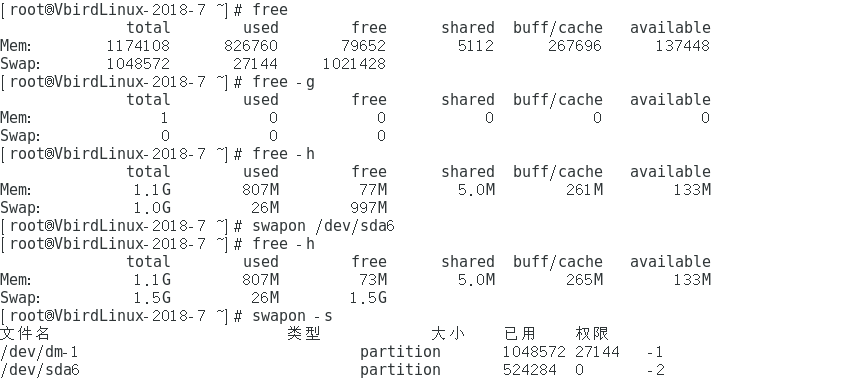 [root@VbirdLinux-2018-7 ~]# free
total used free shared buff/cache available
Mem: 1174108 826760 79652 5112 267696 137448
Swap: 1048572 27144 1021428
[root@VbirdLinux-2018-7 ~]# free -g
total used free shared buff/cache available
Mem: 1 0 0 0 0 0
Swap: 0 0 0
[root@VbirdLinux-2018-7 ~]# free -h
total used free shared buff/cache available
Mem: 1.1G 807M 77M 5.0M 261M 133M
Swap: 1.0G 26M 997M
[root@VbirdLinux-2018-7 ~]# swapon /dev/sda6
[root@VbirdLinux-2018-7 ~]# free -h
total used free shared buff/cache available
Mem: 1.1G 807M 73M 5.0M 265M 133M
Swap: 1.5G 26M 1.5G
[root@VbirdLinux-2018-7 ~]# swapon -s
文件名 类型 大小 已用 权限
/dev/dm-1 partition 1048572 27144 -1
/dev/sda6 partition 524284 0 -2